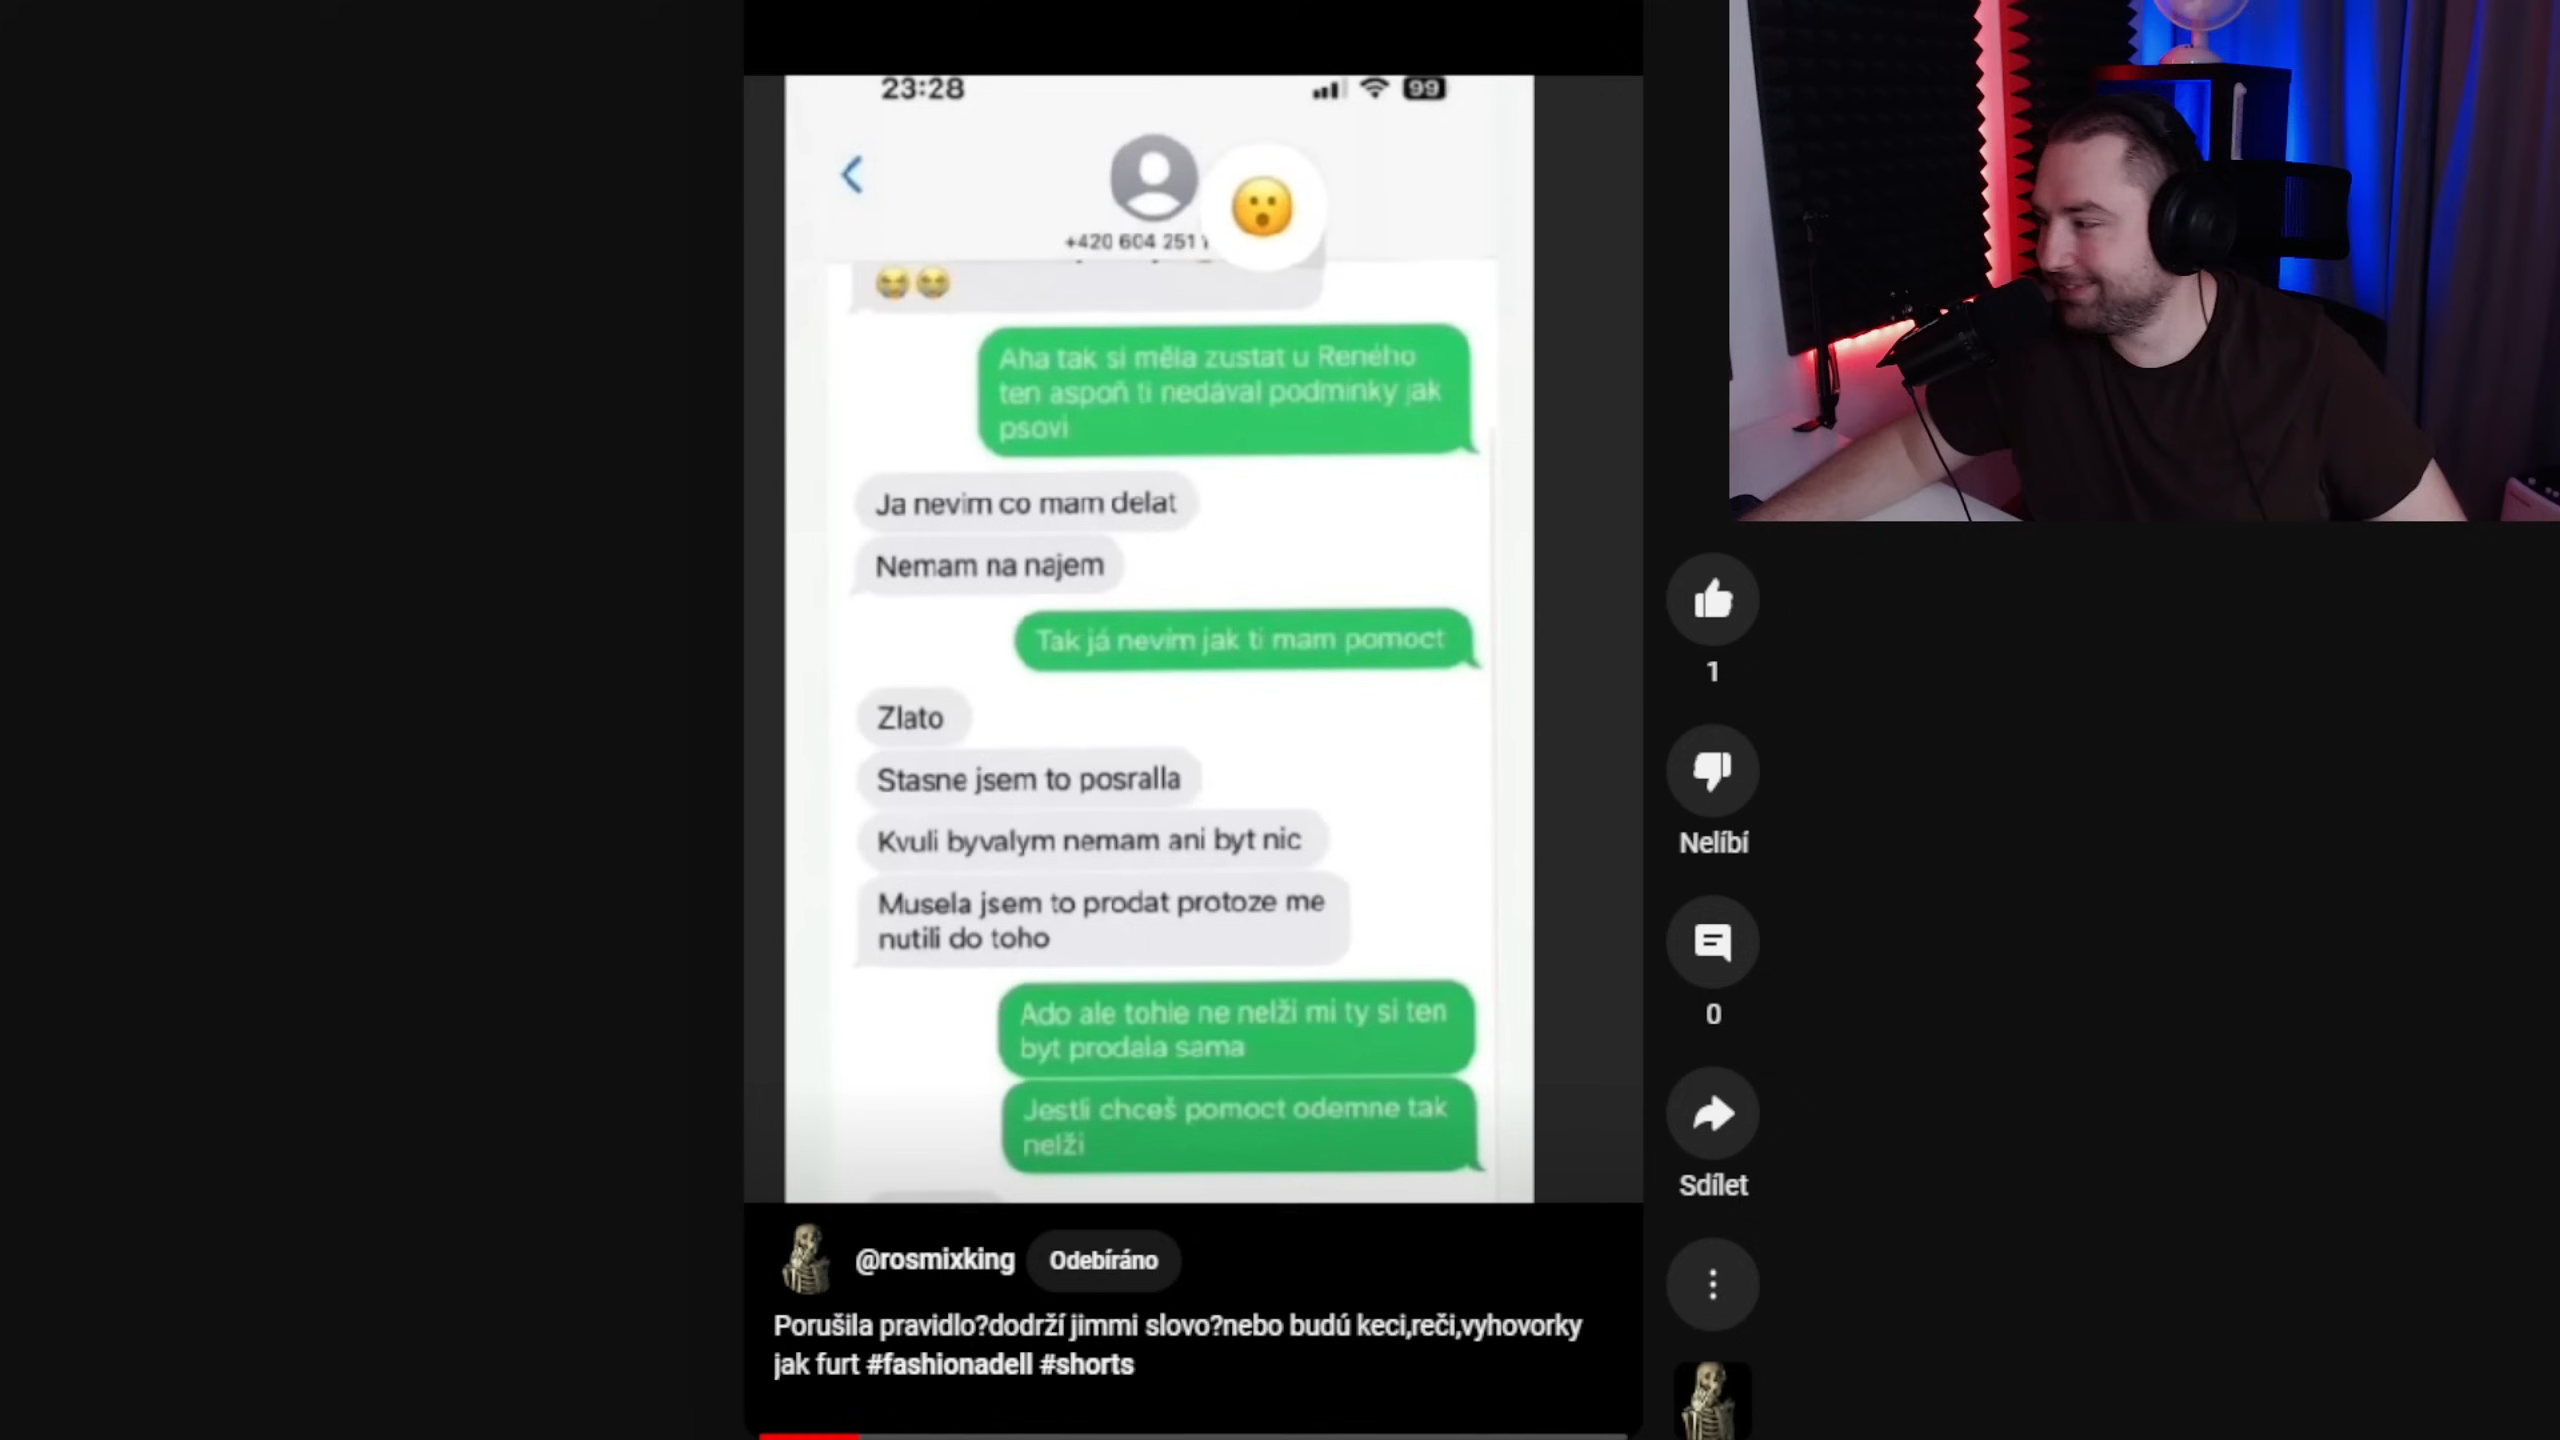 23:28
99
+420 604 251
Aha tak si měla zustat u Reného
ten aspoň ti nedával podmínky jak
psovi
Ja nevim co mam delat
Nemam na najem
Tak já nevím jak ti mam pomoct
Zlato
Stasne jsem to posralla
Kvuli byvalym nemam ani byt nic
Musela jsem to prodat protoze me
nutili do toho
Ado ale tohle ne nelži mi ty si ten
byt prodala sama
Jestli chceš pomoct odemne tak
nelži
1
Nelíbí
0
Sdílet
@rosmixking Odebíráno
Porušila pravidlo?dodrží jimmi slovo?nebo budú keci,reči,vyhovorky
jak furt #fashionadell #shorts